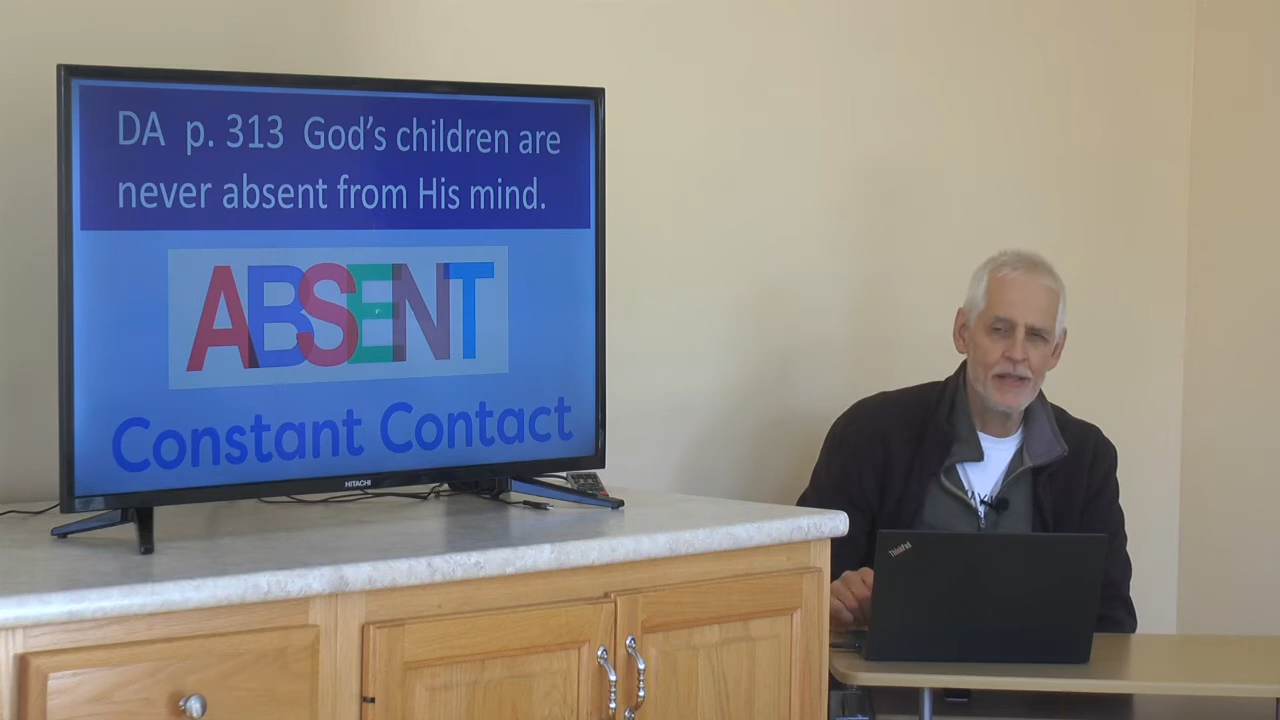 DA p. 313 God's children are
never absent from His mind.
ABSENT
Constant Contact
HITACHI
ThinkPad